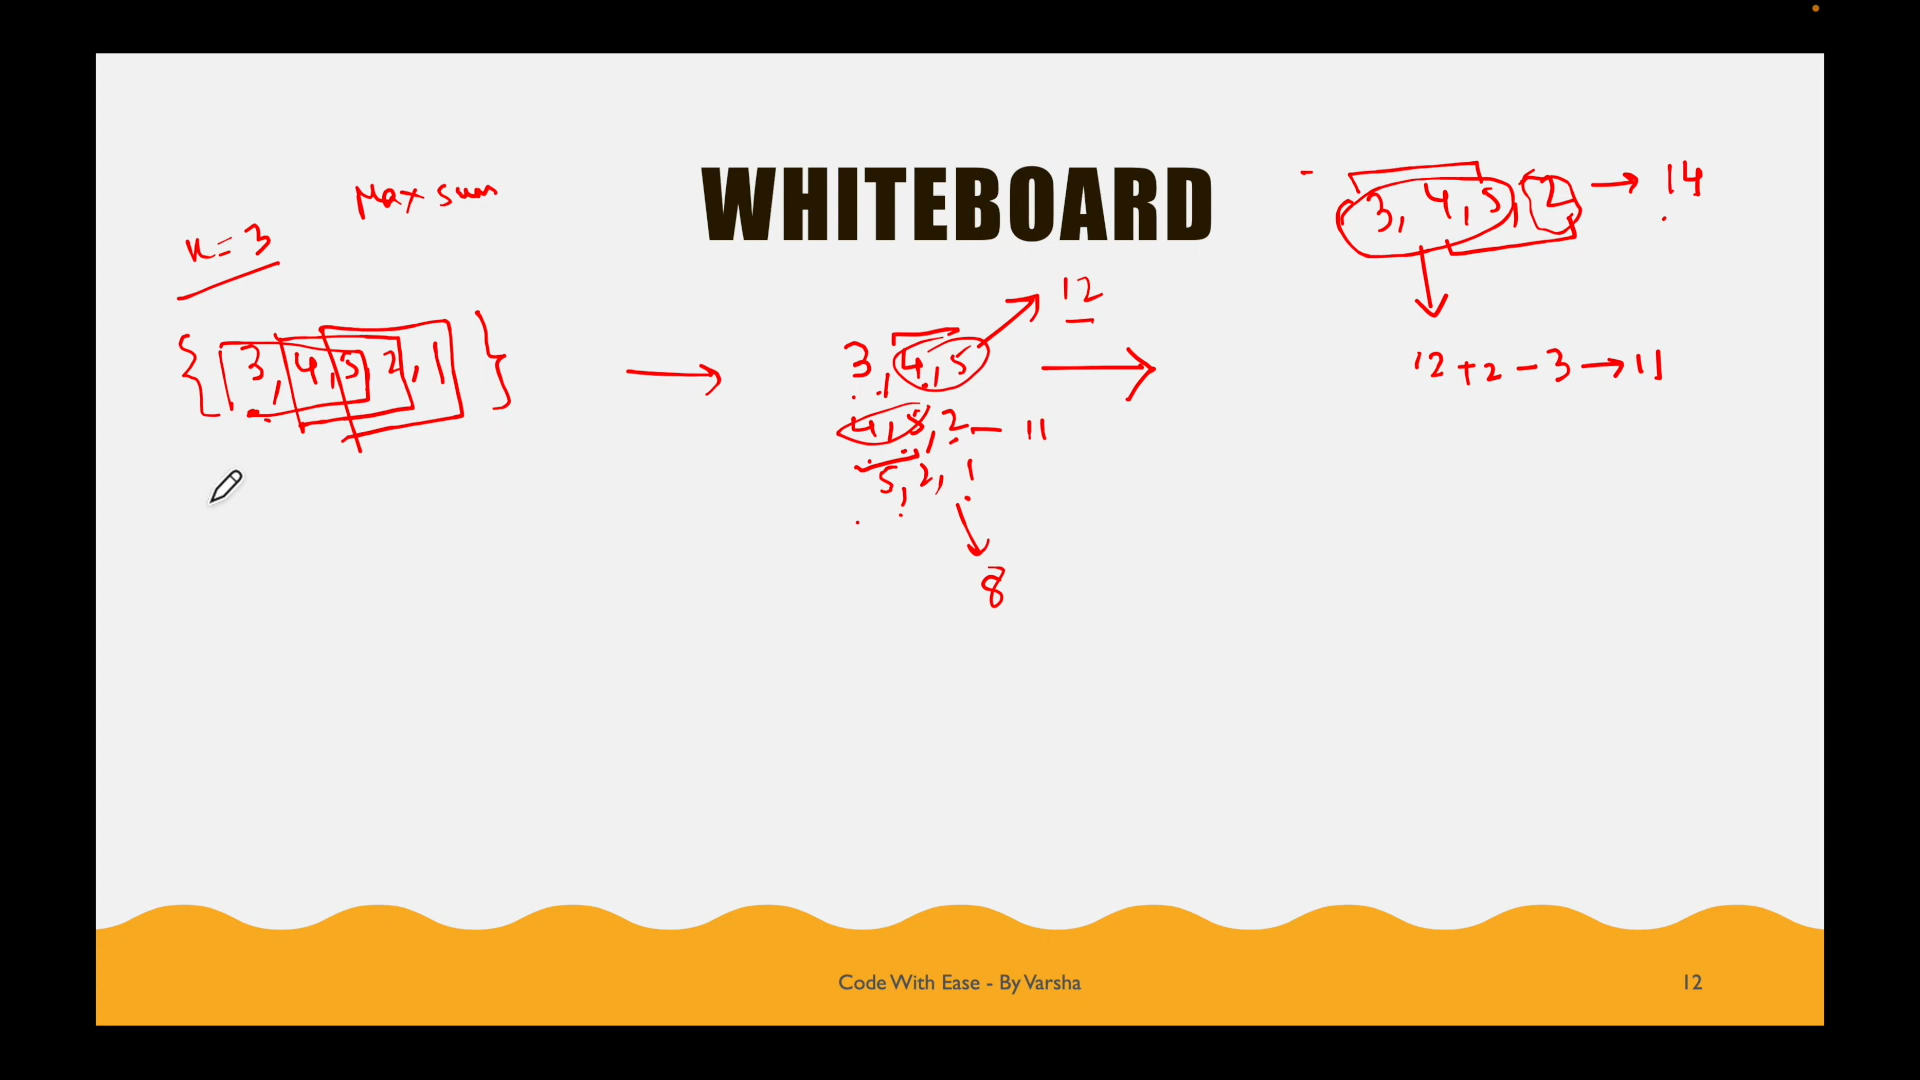 WHITEBOARD
Max sum
k=3
{3, 4, 5, 2, 1}
3, 4, 5
12
4, 5, 2 - 11
5, 2, 1
8
3, 4, 5, 2 → 14
12 + 2 - 3 → 11
Code With Ease - By Varsha
12